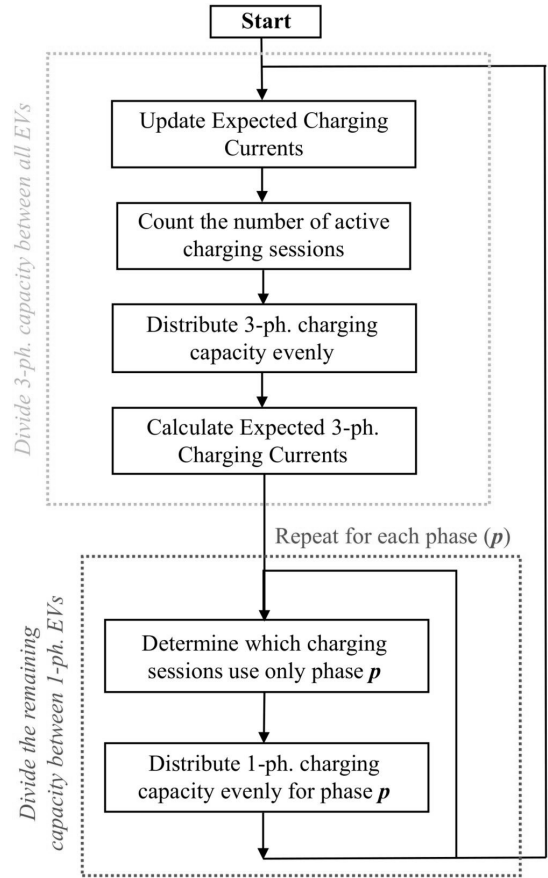 Start
Divide 3-ph. capacity between all EVs
Update Expected Charging
Currents
Count the number of active
charging sessions
Distribute 3-ph. charging
capacity evenly
Calculate Expected 3-ph.
Charging Currents
Repeat for each phase (p)
Divide the remaining
capacity between 1-ph. EVs
Determine which charging
sessions use only phase p
Distribute 1-ph. charging
capacity evenly for phase p